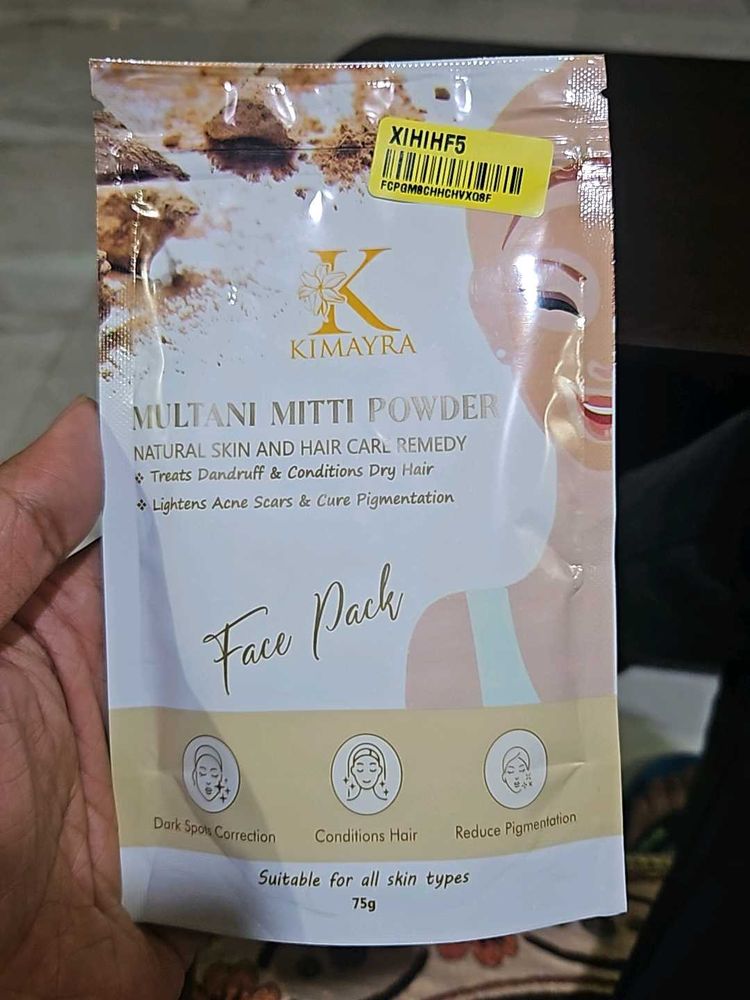 XIHIHF5
FCPGM8CHHCHVXQ8F
K
KIMAYRA
MULTANI MITTI POWDER
NATURAL SKIN AND HAIR CARE REMEDY
❖ Treats Dandruff & Conditions Dry Hair
❖ Lightens Acne Scars & Cure Pigmentation
Face Pack
Dark Spots Correction
Conditions Hair
Reduce Pigmentation
Suitable for all skin types
75g